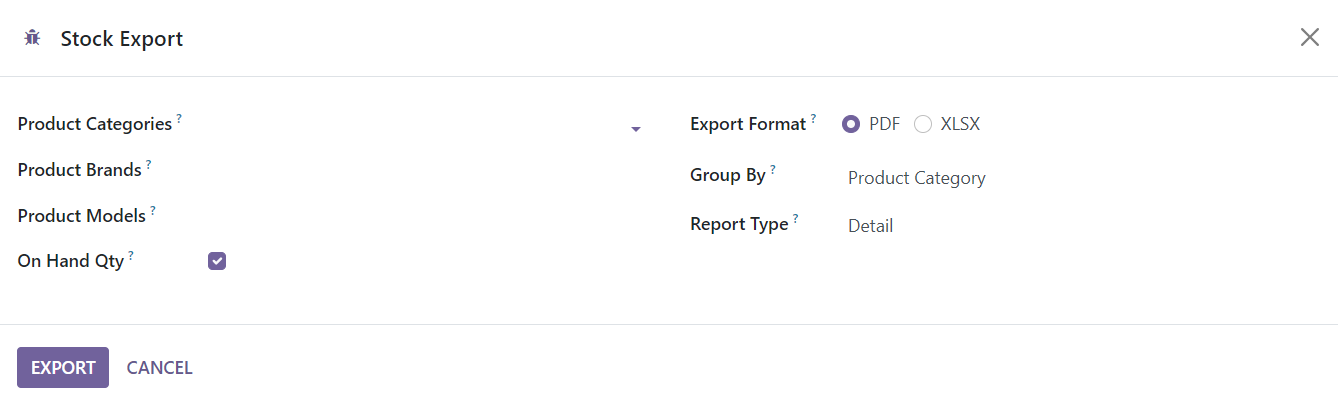 Stock Export
Product Categories ?
Product Brands ?
Product Models ?
On Hand Qty ?
Export Format ? PDF XLSX
Group By ? Product Category
Report Type ? Detail
EXPORT CANCEL